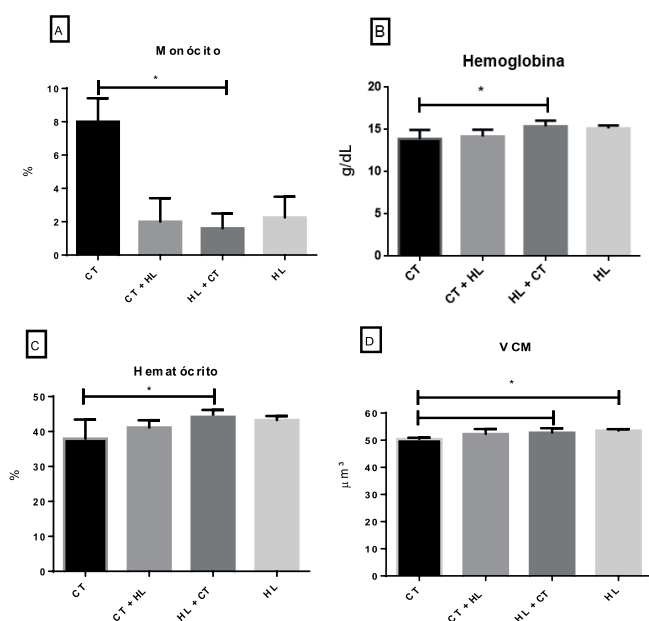 A
Monócito
*
10
8
6
4
2
0
%
CT
CT + HL
HL + CT
HL
B
Hemoglobina
*
20
15
10
5
0
g/dL
CT
CT + HL
HL + CT
HL
C
Hematócrito
*
50
40
30
20
10
0
%
CT
CT + HL
HL + CT
HL
D
VCM
*
60
50
40
30
20
10
0
µm³
CT
CT + HL
HL + CT
HL